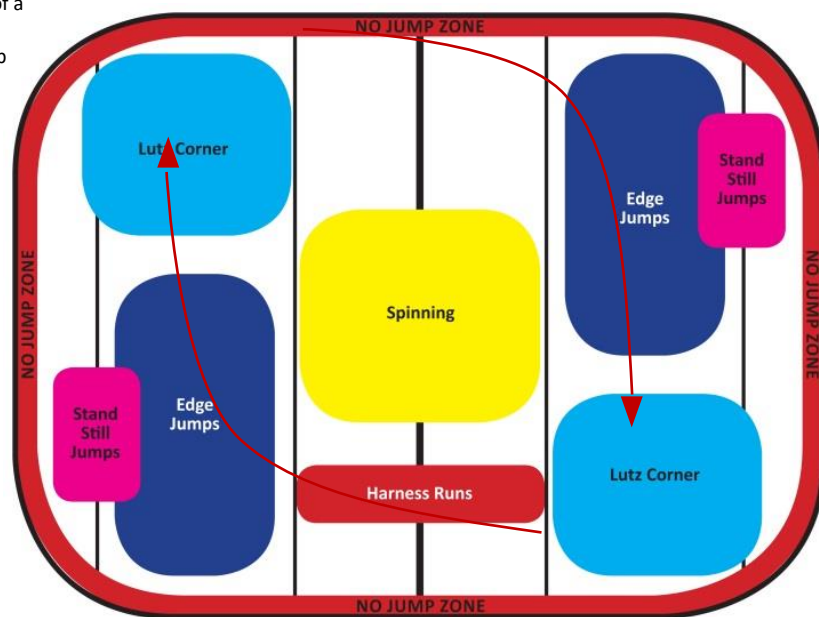 of a
NO JUMP ZONE
Lutz Corner
Stand
Still
Jumps
Edge
Jumps
NO JUMP ZONE
NO JUMP ZONE
Spinning
Edge
Jumps
Stand
Still
Jumps
Lutz Corner
Harness Runs
NO JUMP ZONE